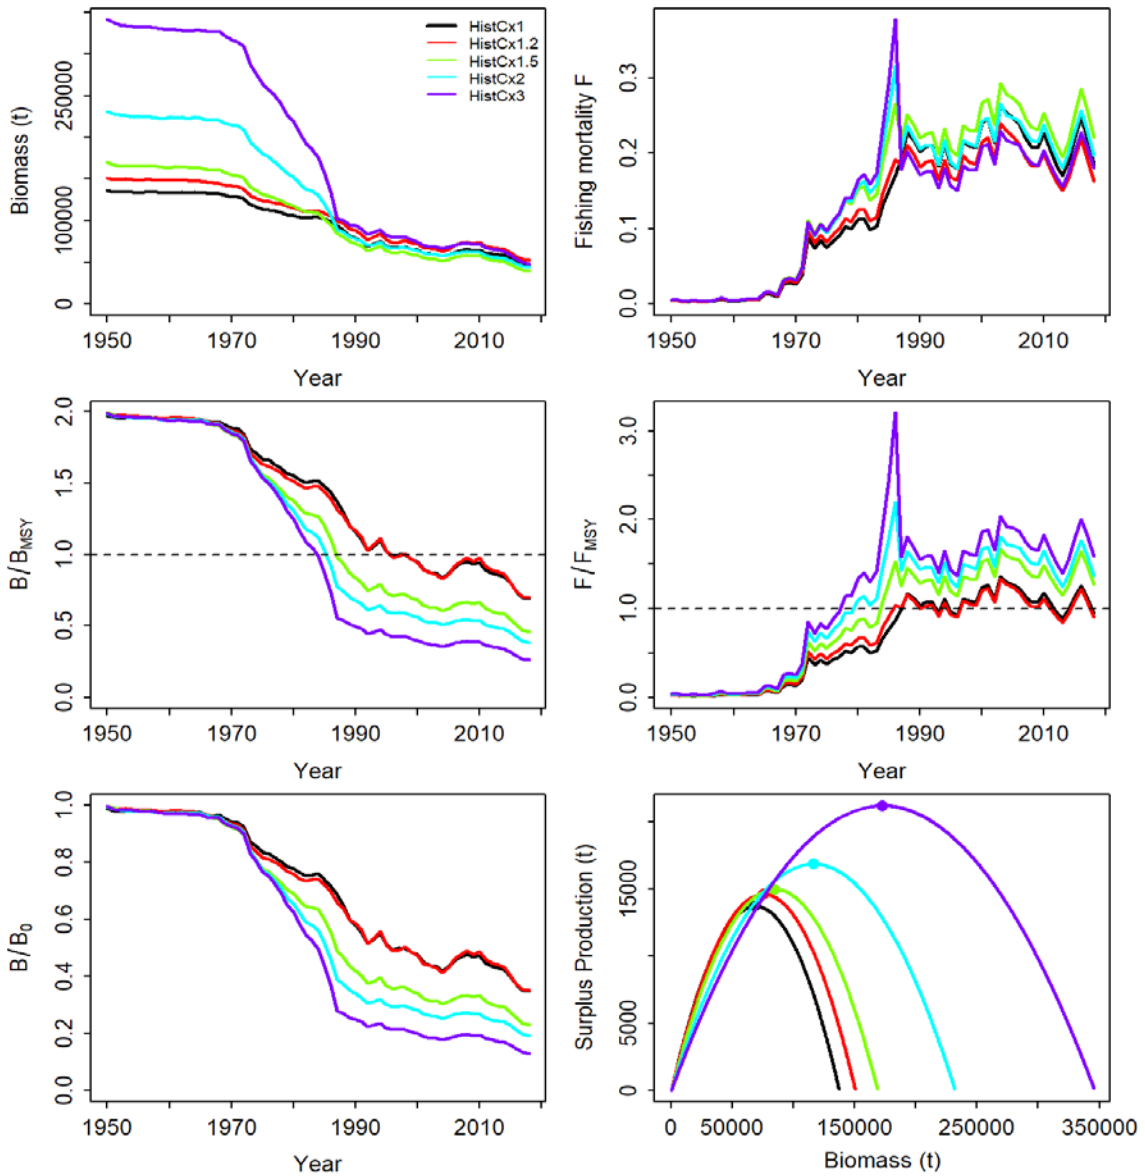 Biomass (t)
0
100000
250000
HistCx1
HistCx1.2
HistCx1.5
HistCx2
HistCx3
1950
1970
1990
2010
Year
Fishing mortality F
0.0
0.1
0.2
0.3
1950
1970
1990
2010
Year
B/BMSY
0.0
0.5
1.0
1.5
2.0
1950
1970
1990
2010
Year
F/FMSY
0.0
1.0
2.0
3.0
1950
1970
1990
2010
Year
B/B0
0.0
0.2
0.4
0.6
0.8
1.0
1950
1970
1990
2010
Year
Surplus Production (t)
0
5000
15000
0
50000
150000
250000
350000
Biomass (t)